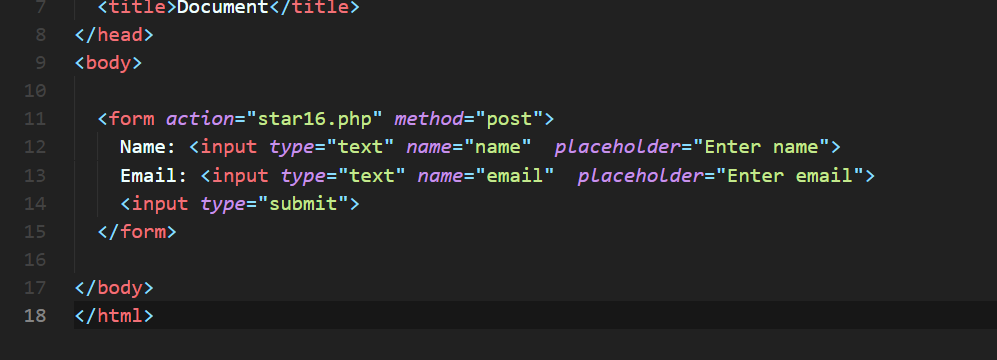 7 <title>Document</title>
8 </head>
9 <body>
10
11 <form action="star16.php" method="post">
12 Name: <input type="text" name="name"  placeholder="Enter name">
13 Email: <input type="text" name="email"  placeholder="Enter email">
14 <input type="submit">
15 </form>
16
17 </body>
18 </html>